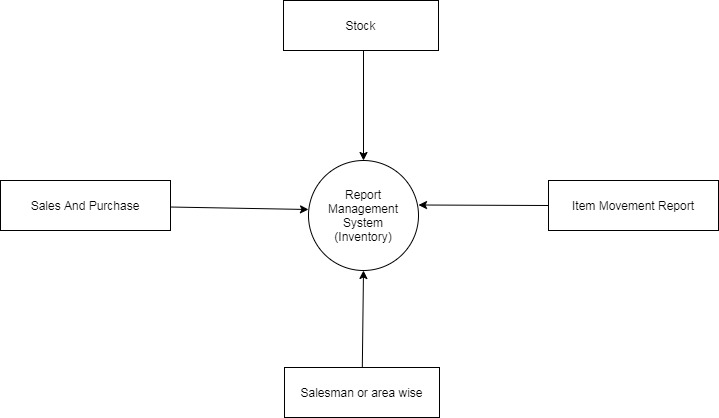 Stock
Sales And Purchase
Report
Management
System
(Inventory)
Item Movement Report
Salesman or area wise